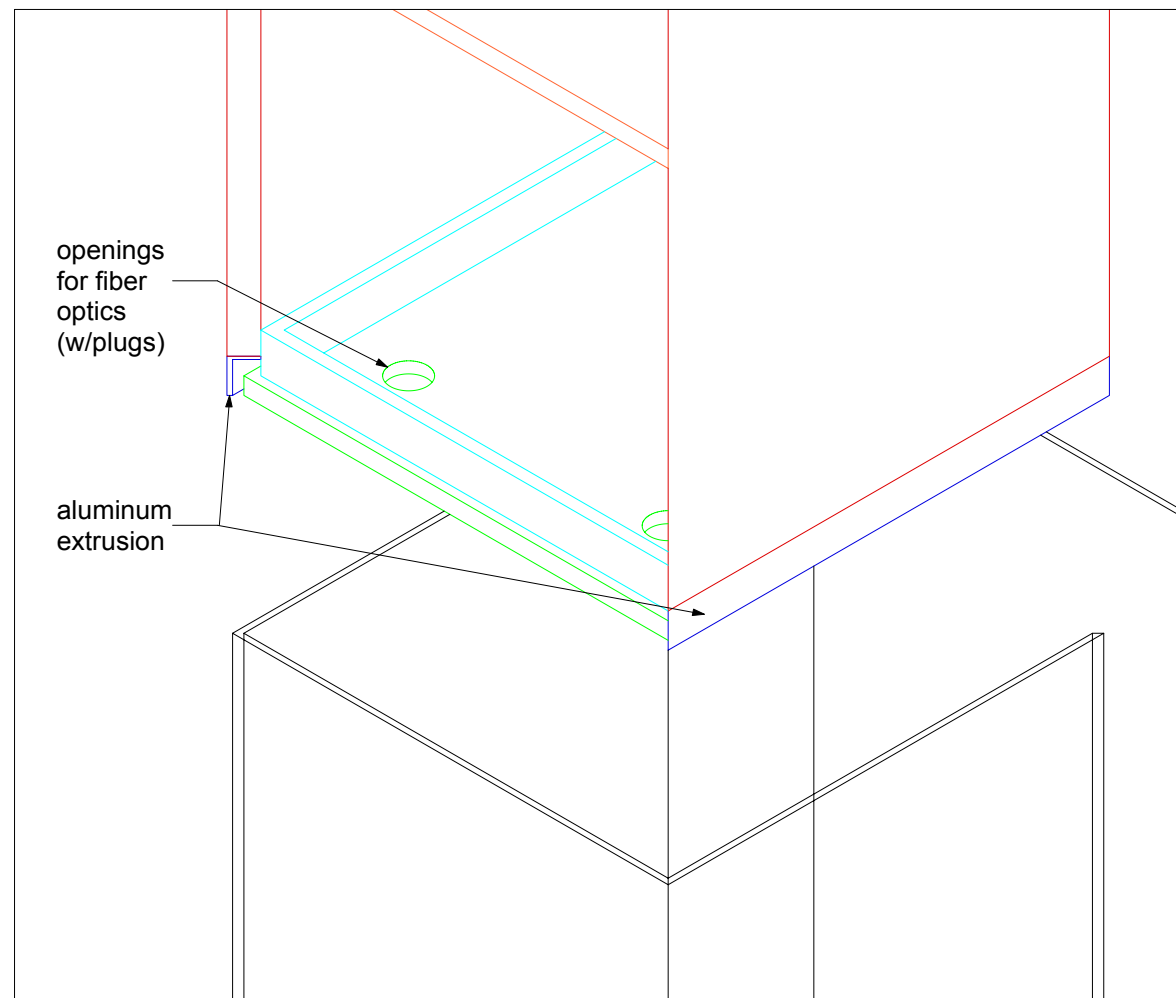 openings
for fiber
optics
(w/plugs)
aluminum
extrusion